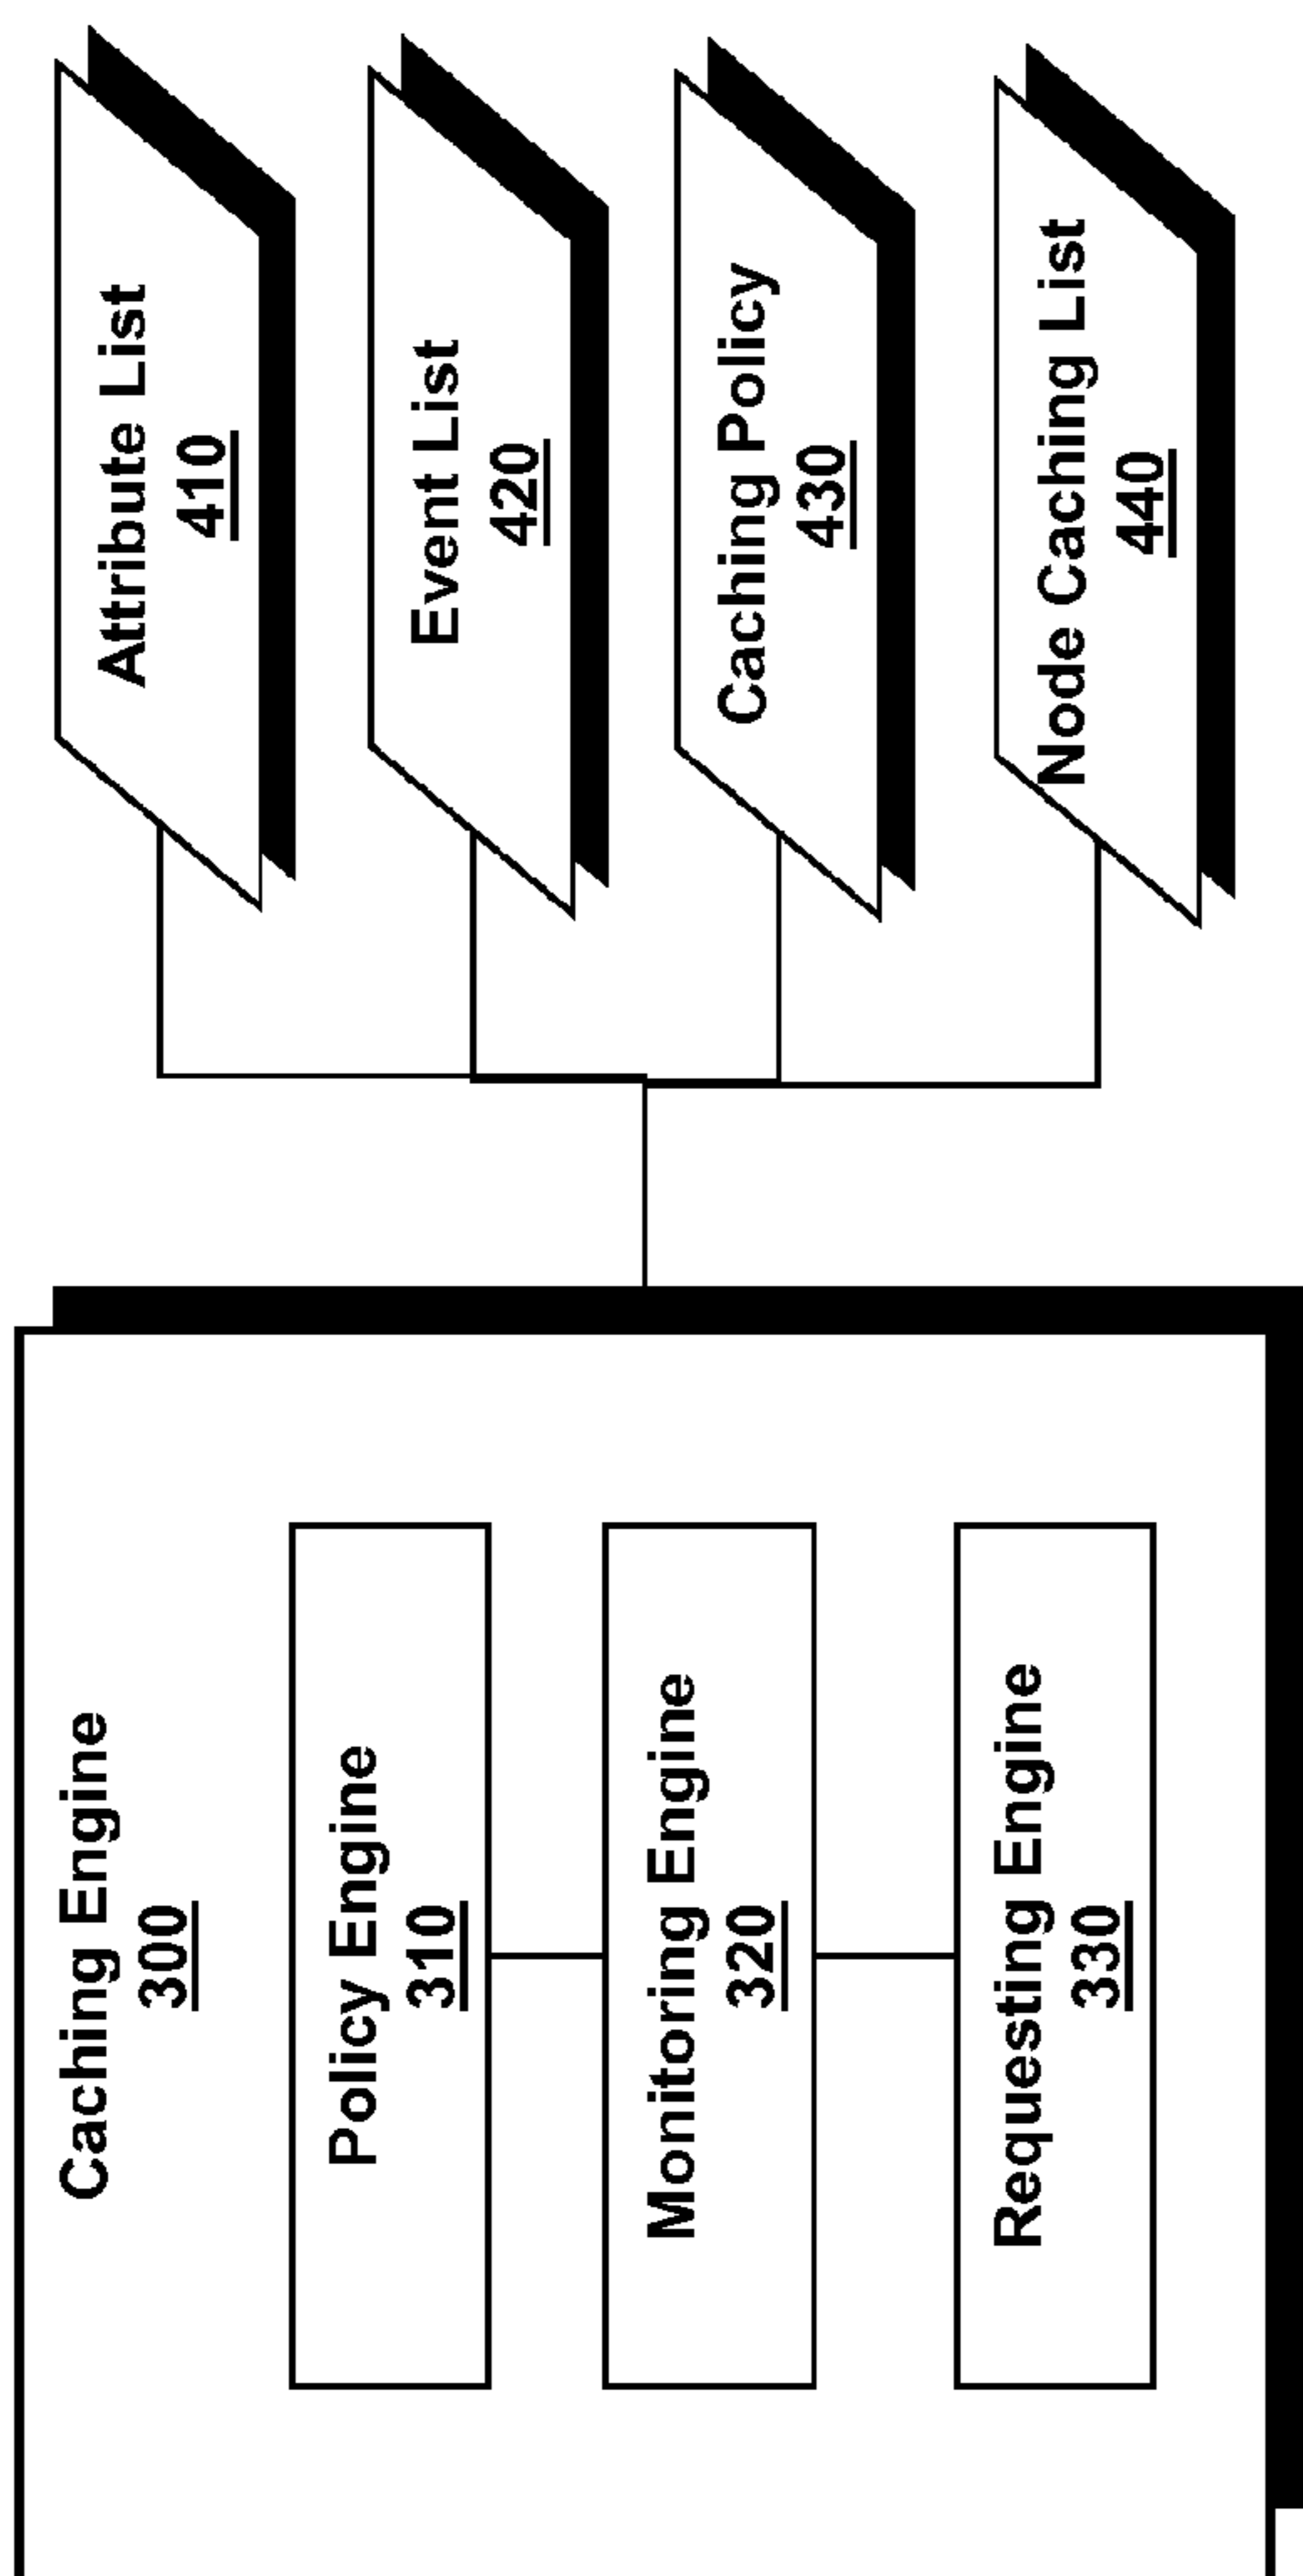 Caching Engine
300
Policy Engine
310
Monitoring Engine
320
Requesting Engine
330
Attribute List
410
Event List
420
Caching Policy
430
Node Caching List
440